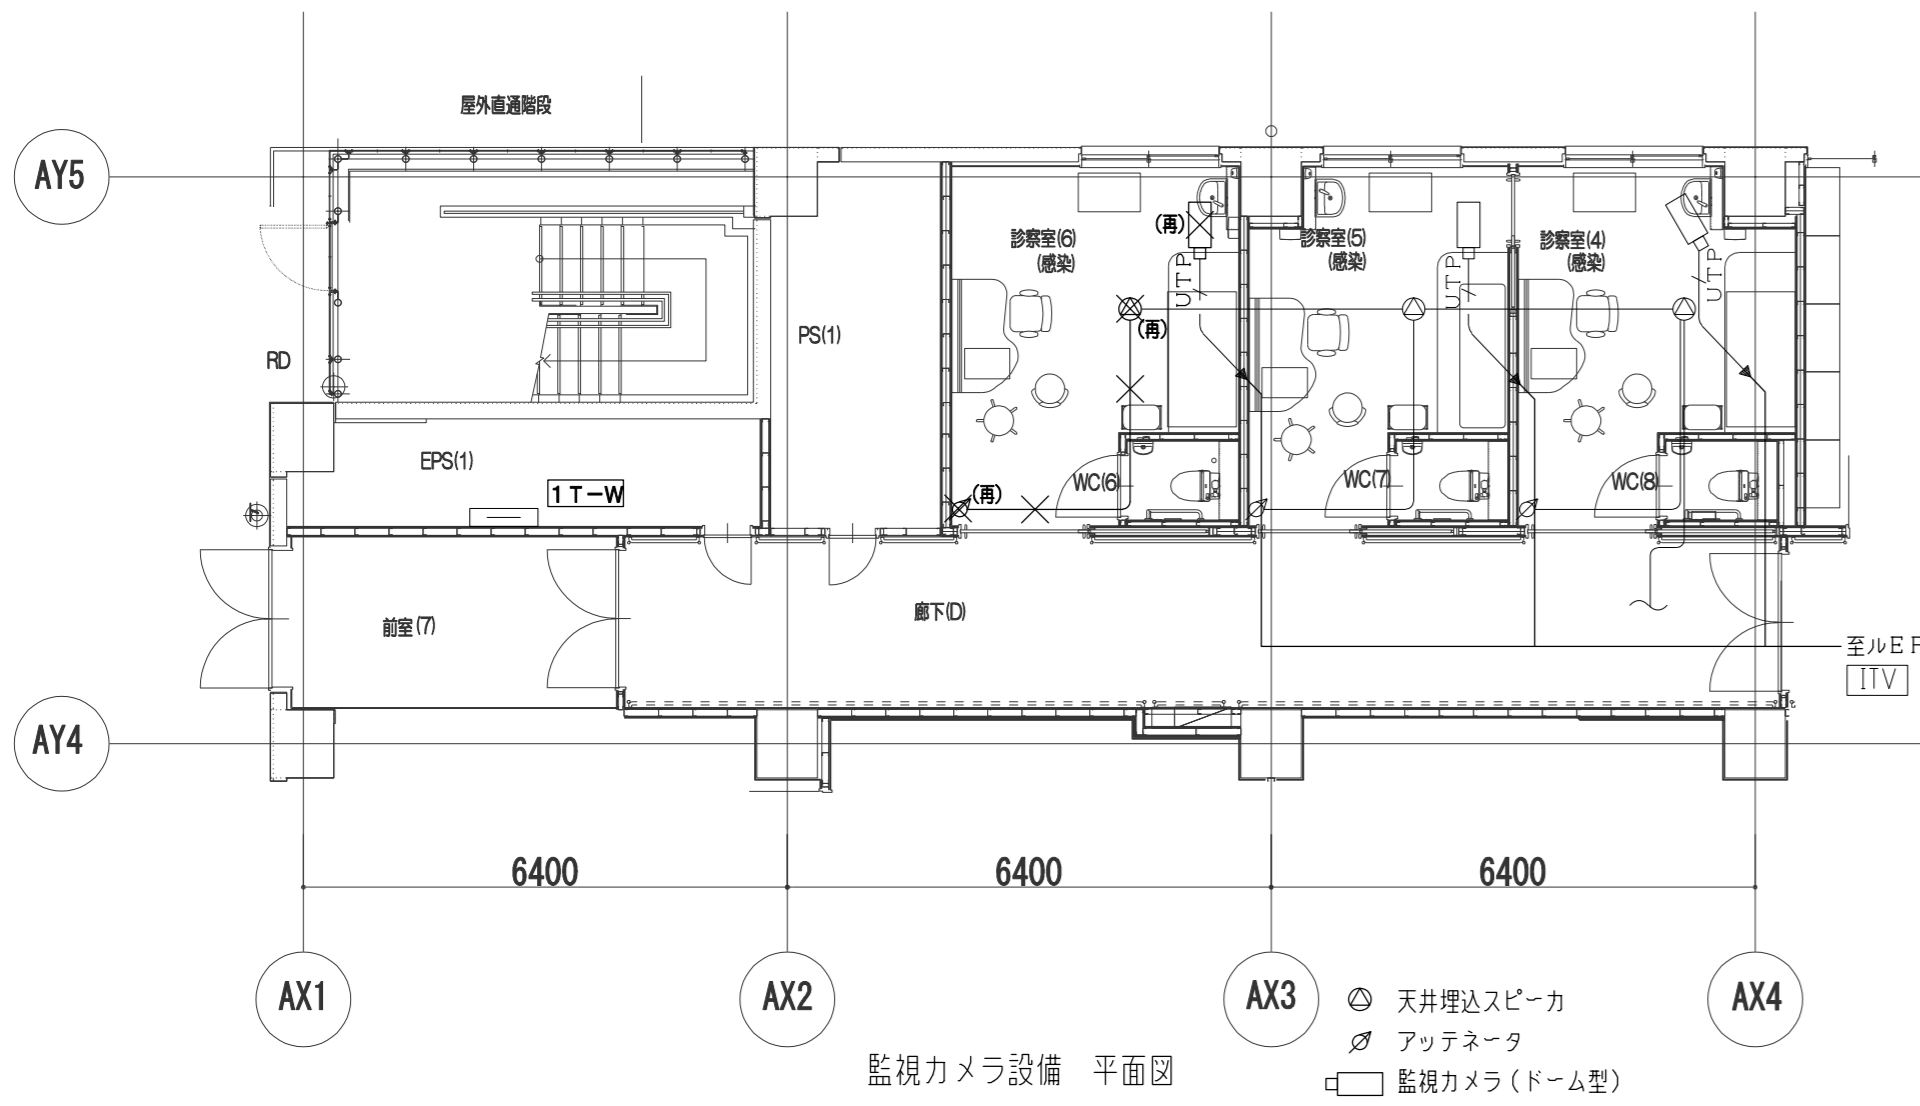 屋外直通階段
AY5
(再)
診察室(6)
(感染)
診察室(5)
(感染)
診察室(4)
(感染)
UTP
UTP
UTP
(再)
PS(1)
RD
EPS(1)
1T-W
(再)
WC(6)
WC(7)
WC(8)
前室(7)
廊下(D)
至ルEF
ITV
AY4
6400
6400
6400
AX1
AX2
AX3
AX4
天井埋込スピーカ
アッテネータ
監視カメラ(ドーム型)
監視カメラ設備 平面図